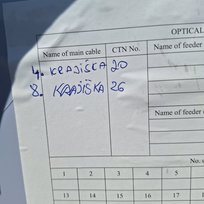 OPTICAL
Name of main cable CTN No. Name of feeder
4. KRAJIŠKA 20
8. KRAJIŠKA 26
Name of feeder
No.
1 2 3 4 5
13 14 15 16 17